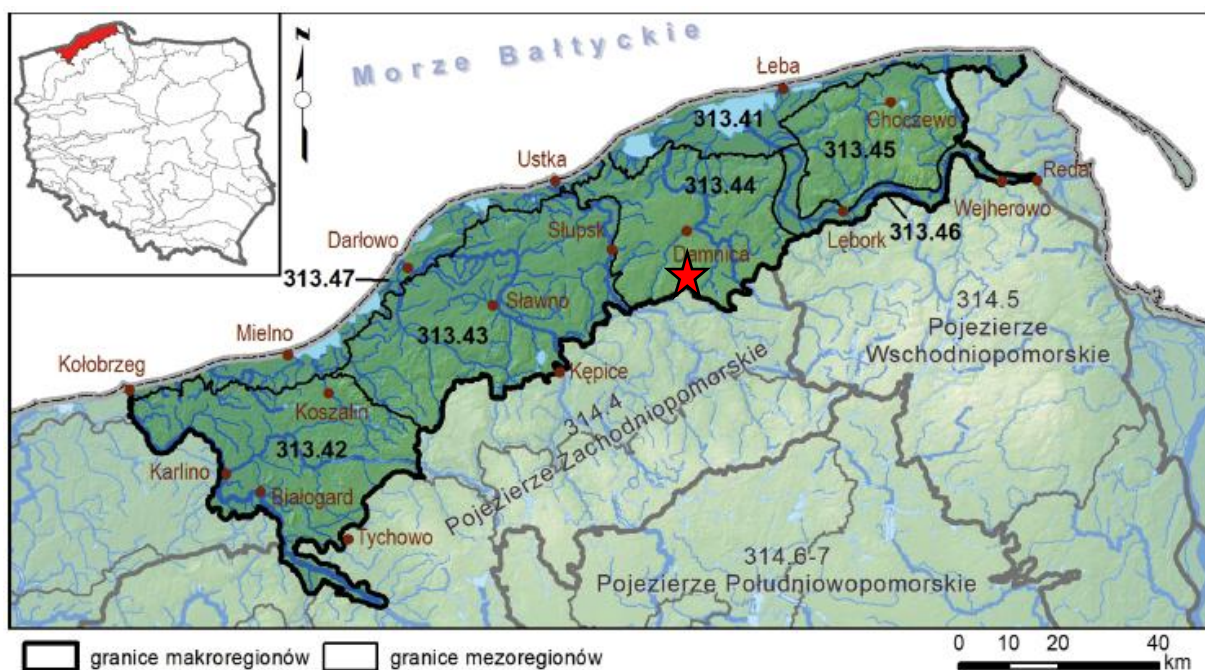 N
Morze Bałtyckie
Łeba
313.41
Choczewo
313.45
Ustka
313.44
Reda
Wejherowo
Słupsk
Lębork
313.46
Darłowo
Damnica
313.47
Sławno
314.5
Pojezierze
Wschodniopomorskie
Mielno
313.43
Kołobrzeg
Kępice
Koszalin
314.4
Pojezierze Zachodniopomorskie
313.42
Karlino
Białogard
Tychowo
314.6-7
Pojezierze Południowopomorskie
granice makroregionów
granice mezoregionów
0 10 20 40
km